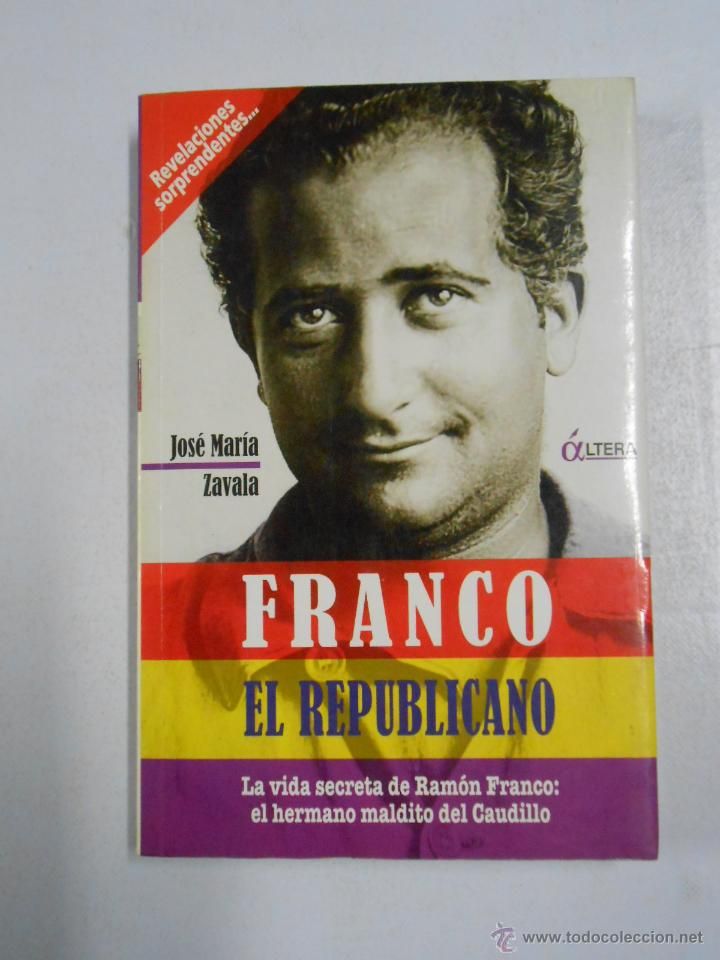 Revelaciones
sorprendentes...
José María
Zavala
άLTERA
FRANCO
EL REPUBLICANO
La vida secreta de Ramón Franco:
el hermano maldito del Caudillo
© www.todocoleccion.net